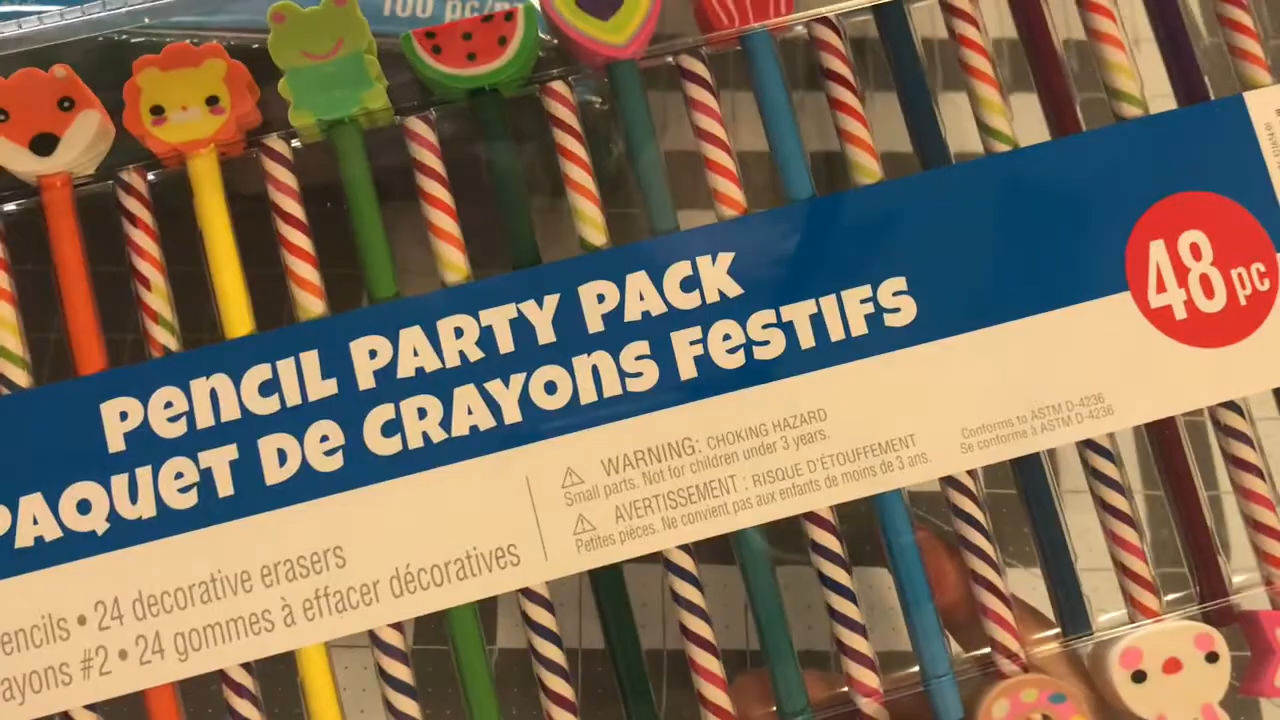 100 pc/p
PENCIL PARTY PACK
PAQUET DE CRAYONS FESTIFS
48 pc
encils • 24 decorative erasers
ayons #2 • 24 gommes à effacer décoratives
⚠ WARNING: CHOKING HAZARD
Small parts. Not for children under 3 years.
⚠ AVERTISSEMENT : RISQUE D'ÉTOUFFEMENT
Petites pièces. Ne convient pas aux enfants de moins de 3 ans.
Conforms to ASTM D-4236
Se conforme à ASTM D-4236